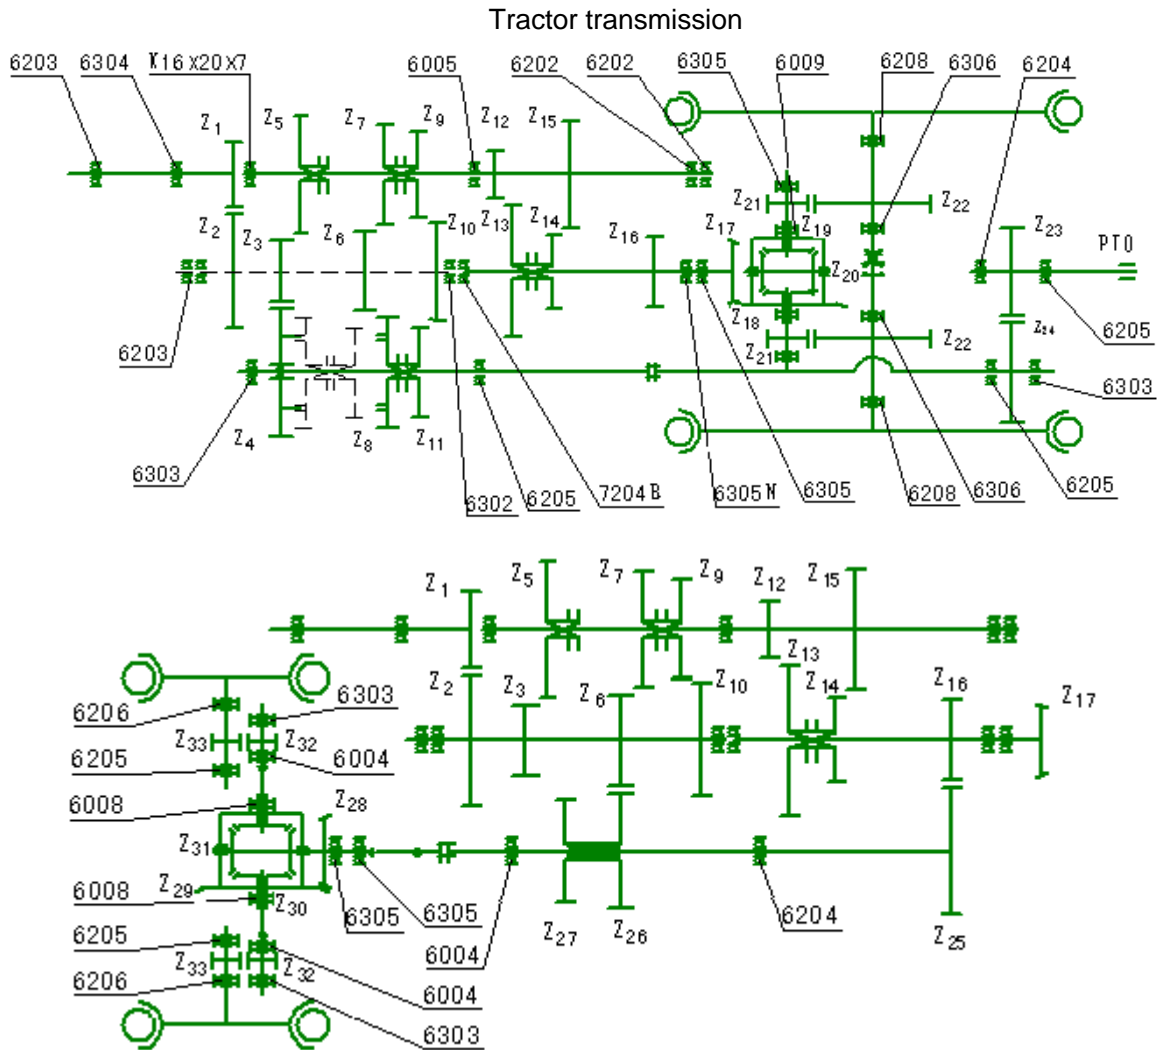 Tractor transmission
6203 6304 K16X20X7 6005 6202 6202 6305 6009 6208 6306 6204
Z1 Z5 Z7 Z9 Z12 Z15
Z21 Z22
Z2 Z3 Z6 Z10 Z13 Z14 Z16 Z17 Z19 Z23 PTO
Z20
Z18 Z24
6203 Z21 Z22 6205
Z4 Z8 Z11 6303
6303 6302 6205 7204B 6305N 6305 6208 6306 6205
Z1 Z5 Z7 Z9 Z12 Z15
Z2 Z3 Z6 Z10 Z13 Z14 Z16 Z17
6206 6303
Z33 Z32
6205 6004
6008 Z28
Z31
Z29
6008 Z30
6305 6305 6204
6205 Z27 Z26 Z25
Z33 Z32 6004
6206 6004
6303